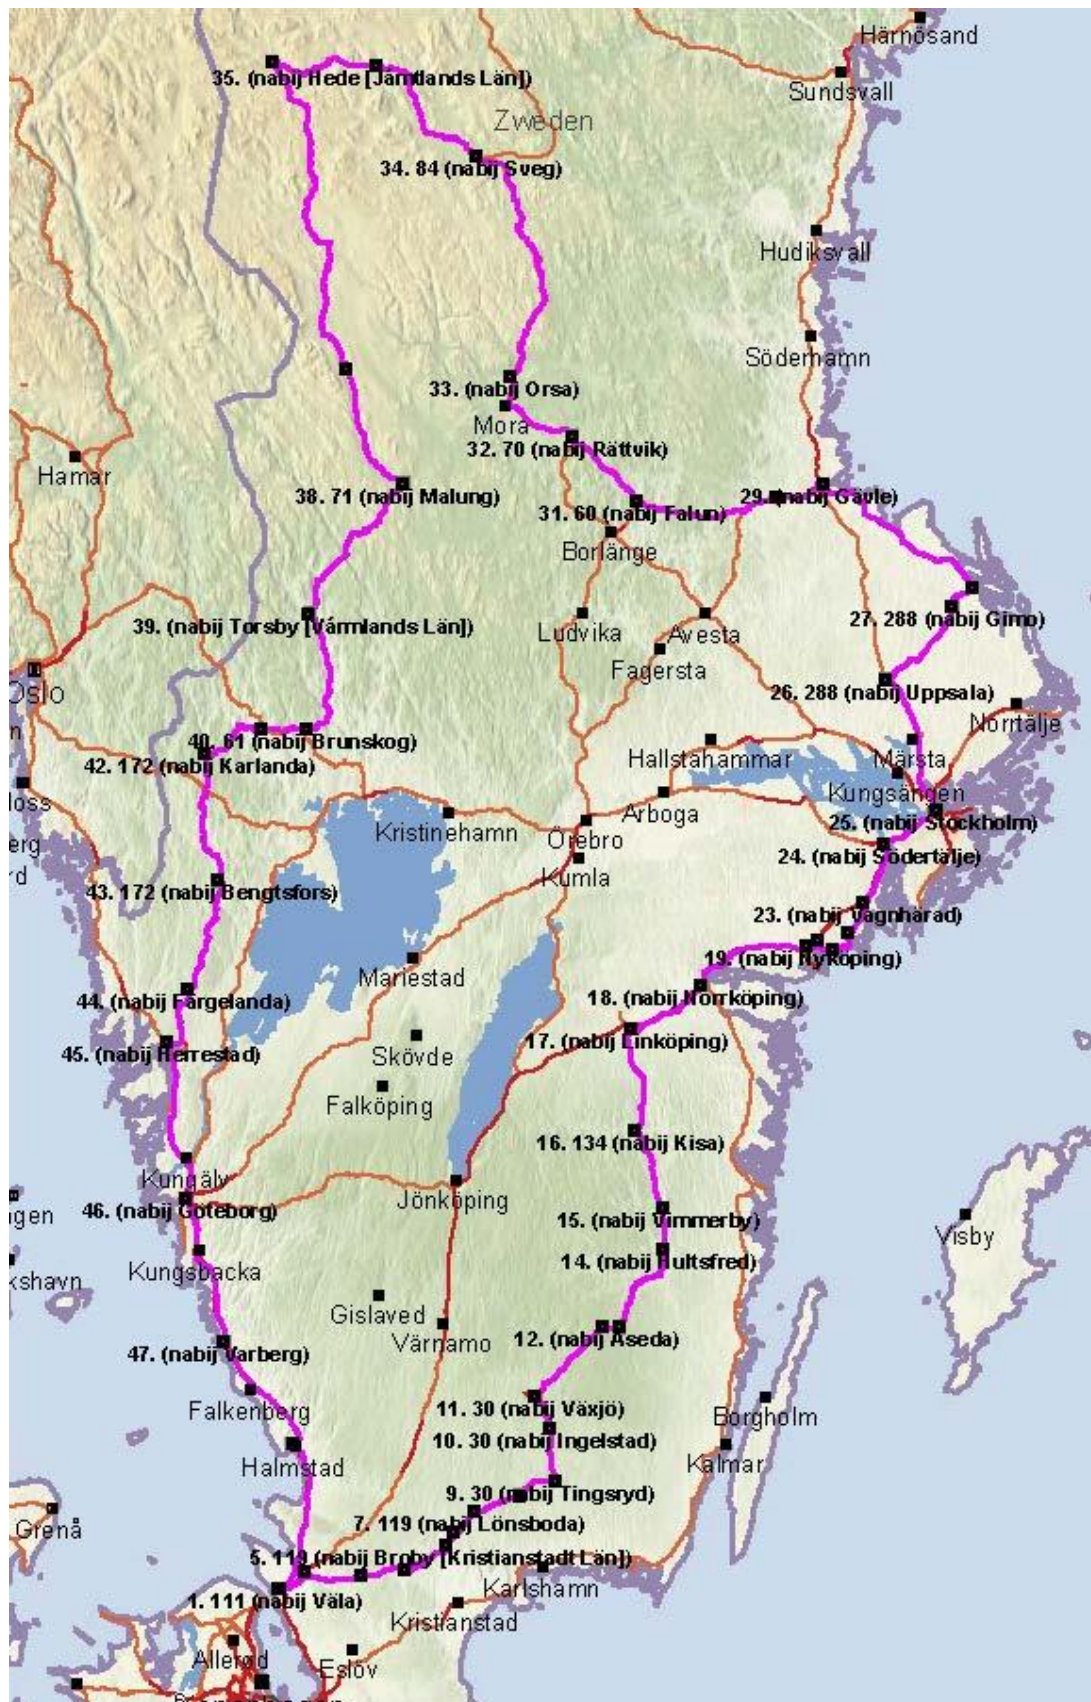 Härnösand
35. (nabij Hede [Jämtlands Län])
Sundsvall
Zweden
34. 84 (nabij Sveg)
Hudiksvall
Söderhamn
33. (nabij Orsa)
Mora
32. 70 (nabij Rättvik)
Hamar
38. 71 (nabij Malung)
29. (nabij Gävle)
31. 60 (nabij Falun)
Borlänge
39. (nabij Torsby [Värmlands Län])
Ludvika
Avesta
27. 288 (nabij Gimo)
Fagersta
Oslo
26. 288 (nabij Uppsala)
Norrtälje
40. 61 (nabij Brunskog)
42. 172 (nabij Karlanda)
Hallstahammar
Märsta
Kungsängen
Kristinehamn
Arboga
Örebro
25. (nabij Stockholm)
24. (nabij Södertälje)
Kumla
43. 172 (nabij Bengtsfors)
23. (nabij Vagnhärad)
19. (nabij Nyköping)
Mariestad
44. (nabij Färgelanda)
18. (nabij Norrköping)
45. (nabij Herrestad)
Skövde
17. (nabij Linköping)
Falköping
16. 134 (nabij Kisa)
Kungälv
Jönköping
46. (nabij Göteborg)
15. (nabij Vimmerby)
Visby
Kungsbacka
14. (nabij Hultsfred)
kshavn
Gislaved
Värnamo
12. (nabij Åseda)
47. (nabij Varberg)
Falkenberg
11. 30 (nabij Växjö)
Borgholm
Halmstad
10. 30 (nabij Ingelstad)
Kalmar
9. 30 (nabij Tingsryd)
Grenå
7. 119 (nabij Lönsboda)
5. 119 (nabij Broby [Kristianstadt Län])
Karlshamn
1. 111 (nabij Väla)
Kristianstad
Allerød
Eslöv